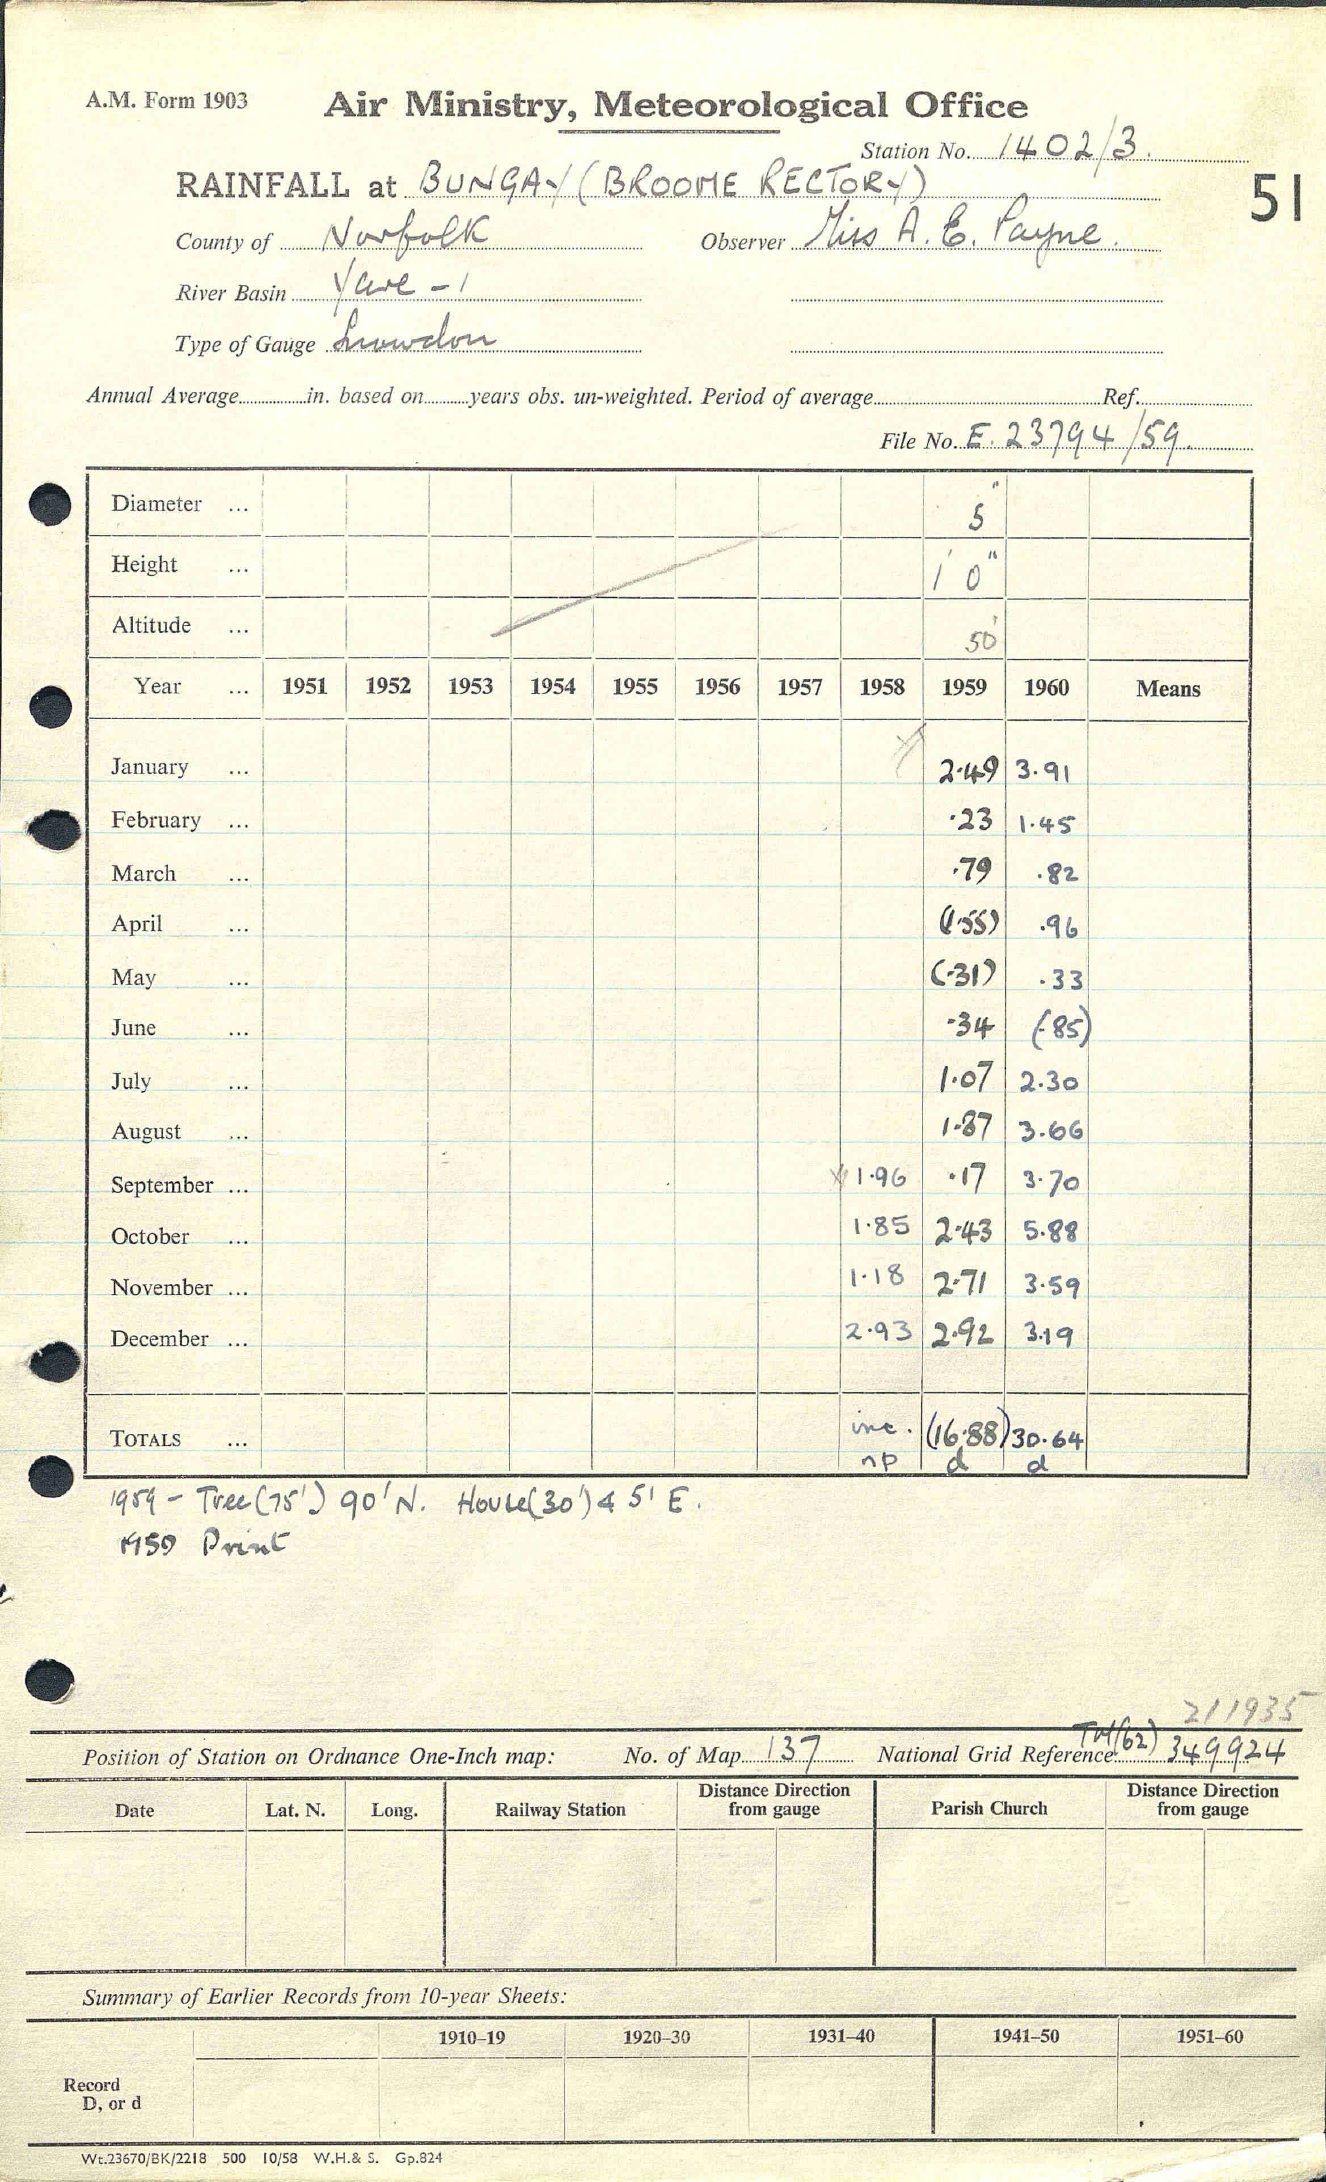 A.M. Form 1903 Air Ministry, Meteorological Office
Station No. 1402/3.
RAINFALL at BUNGAY (BROOME RECTORY) 51
County of Norfolk Observer Miss A. E. Payne.
River Basin Yare - 1
Type of Gauge Snowdon
Annual Average in. based on years obs. un-weighted. Period of average Ref.
File No. E. 23794/59.
Diameter ... 5"
Height ... 1' 0"
Altitude ... 50'
Year ... 1951 1952 1953 1954 1955 1956 1957 1958 1959 1960 Means
January ... 2.49 3.91
February ... .23 1.45
March ... .79 .82
April ... (1.55) .96
May ... (.31) .33
June ... .34 (.85)
July ... 1.07 2.30
August ... 1.87 3.66
September ... 1.96 .17 3.70
October ... 1.85 2.43 5.88
November ... 1.18 2.71 3.59
December ... 2.93 2.92 3.19
TOTALS ... inc. (16.88) 30.64
np d d
1959 - Tree (75') 90' N. House (30') 45' E.
1959 Print
211935
Position of Station on Ordnance One-Inch map: No. of Map 137 National Grid Reference TM(62) 349924
Date Lat. N. Long. Railway Station Distance Direction from gauge Parish Church Distance Direction from gauge
Summary of Earlier Records from 10-year Sheets:
1910–19 1920–30 1931–40 1941–50 1951–60
Record
D, or d
Wt.23670/BK/2218 500 10/58 W.H.& S. Gp.824